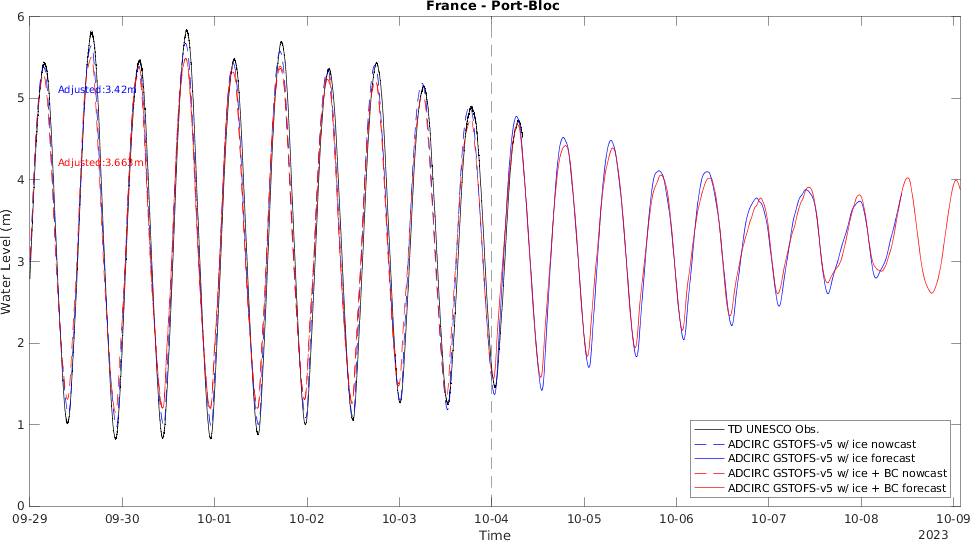 France - Port-Bloc
Water Level (m)
6
5
4
3
2
1
0
Adjusted:3.42m
Adjusted:3.663m
TD UNESCO Obs.
ADCIRC GSTOFS-v5 w/ ice nowcast
ADCIRC GSTOFS-v5 w/ ice forecast
ADCIRC GSTOFS-v5 w/ ice + BC nowcast
ADCIRC GSTOFS-v5 w/ ice + BC forecast
09-29 09-30 10-01 10-02 10-03 10-04 10-05 10-06 10-07 10-08 10-09
Time
2023